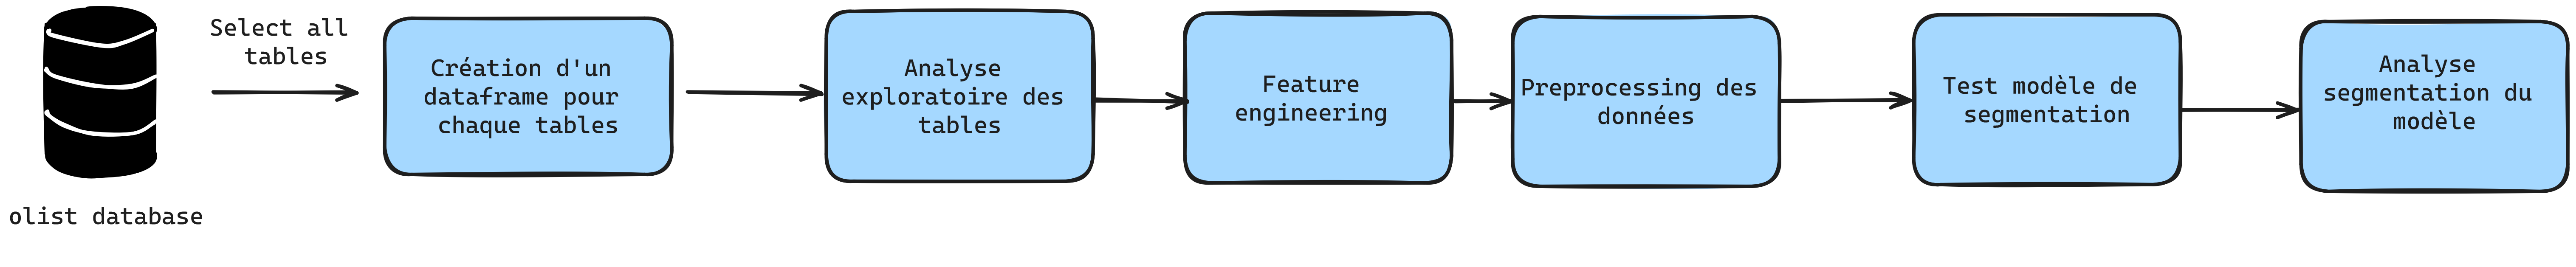 olist database
Select all
tables
Création d'un
dataframe pour
chaque tables
Analyse
exploratoire des
tables
Feature
engineering
Preprocessing des
données
Test modèle de
segmentation
Analyse
segmentation du
modèle